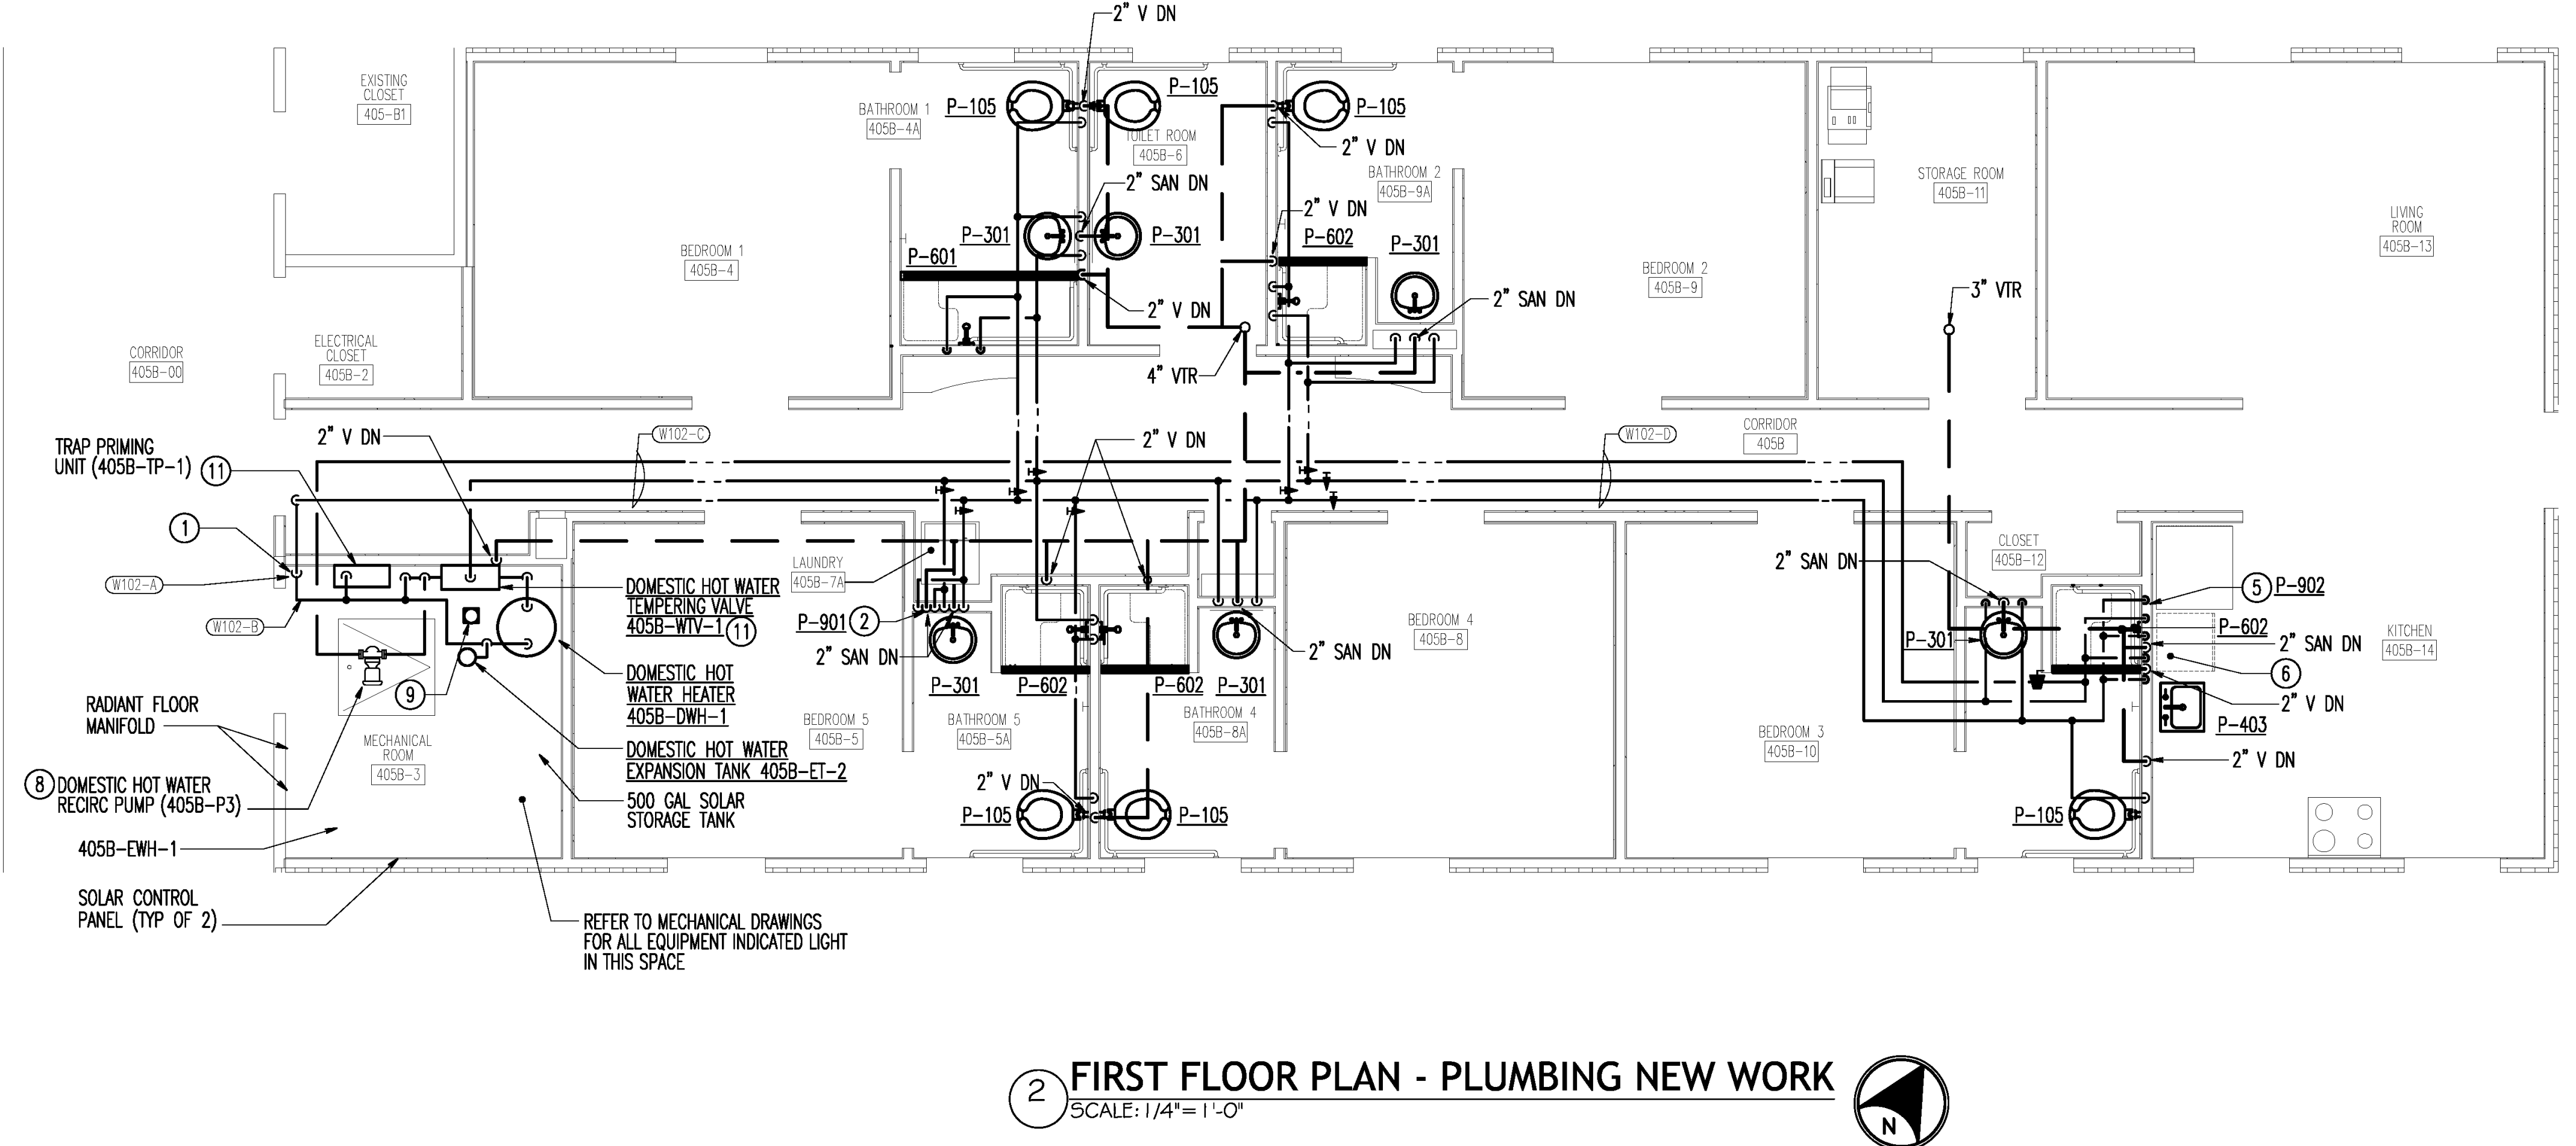 2" V DN
EXISTING
CLOSET
405-B1
BATHROOM 1
405B-4A
P-105
P-105
TOILET ROOM
405B-6
P-105
2" V DN
BATHROOM 2
405B-9A
STORAGE ROOM
405B-11
2" SAN DN
2" V DN
LIVING
ROOM
405B-13
P-301
P-301
P-602
P-301
BEDROOM 1
405B-4
P-601
BEDROOM 2
405B-9
2" SAN DN
3" VTR
2" V DN
CORRIDOR
405B-00
ELECTRICAL
CLOSET
405B-2
4" VTR
TRAP PRIMING
UNIT (405B-TP-1)
11
2" V DN
W102-C
2" V DN
W102-D
CORRIDOR
405B
1
W102-A
W102-B
LAUNDRY
405B-7A
DOMESTIC HOT WATER
TEMPERING VALVE
405B-WTV-1
11
P-901
2
2" SAN DN
2" SAN DN
BEDROOM 4
405B-8
2" SAN DN
CLOSET
405B-12
5
P-902
P-301
P-602
2" SAN DN
KITCHEN
405B-14
6
2" V DN
P-403
9
DOMESTIC HOT
WATER HEATER
405B-DWH-1
P-301
P-602
P-602
P-301
RADIANT FLOOR
MANIFOLD
MECHANICAL
ROOM
405B-3
BEDROOM 5
405B-5
BATHROOM 5
405B-5A
BATHROOM 4
405B-8A
BEDROOM 3
405B-10
DOMESTIC HOT WATER
EXPANSION TANK 405B-ET-2
2" V DN
2" V DN
8
DOMESTIC HOT WATER
RECIRC PUMP (405B-P3)
500 GAL SOLAR
STORAGE TANK
P-105
P-105
P-105
405B-EWH-1
SOLAR CONTROL
PANEL (TYP OF 2)
REFER TO MECHANICAL DRAWINGS
FOR ALL EQUIPMENT INDICATED LIGHT
IN THIS SPACE
2
FIRST FLOOR PLAN - PLUMBING NEW WORK
SCALE: 1/4"= 1'-0"
N